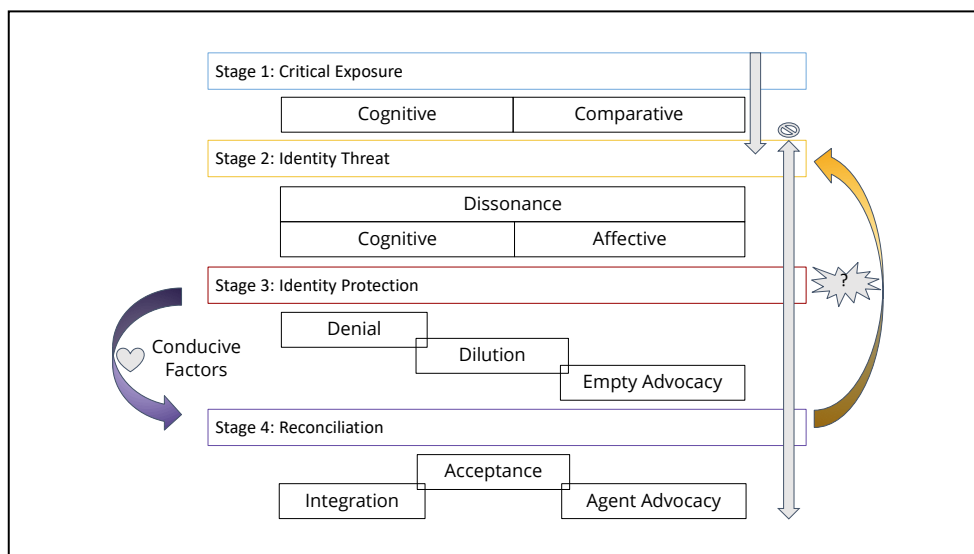 Stage 1: Critical Exposure
Cognitive Comparative
Stage 2: Identity Threat
Dissonance
Cognitive Affective
Stage 3: Identity Protection
?
Denial
Conducive
Factors
Dilution
Empty Advocacy
Stage 4: Reconciliation
Acceptance
Integration Agent Advocacy